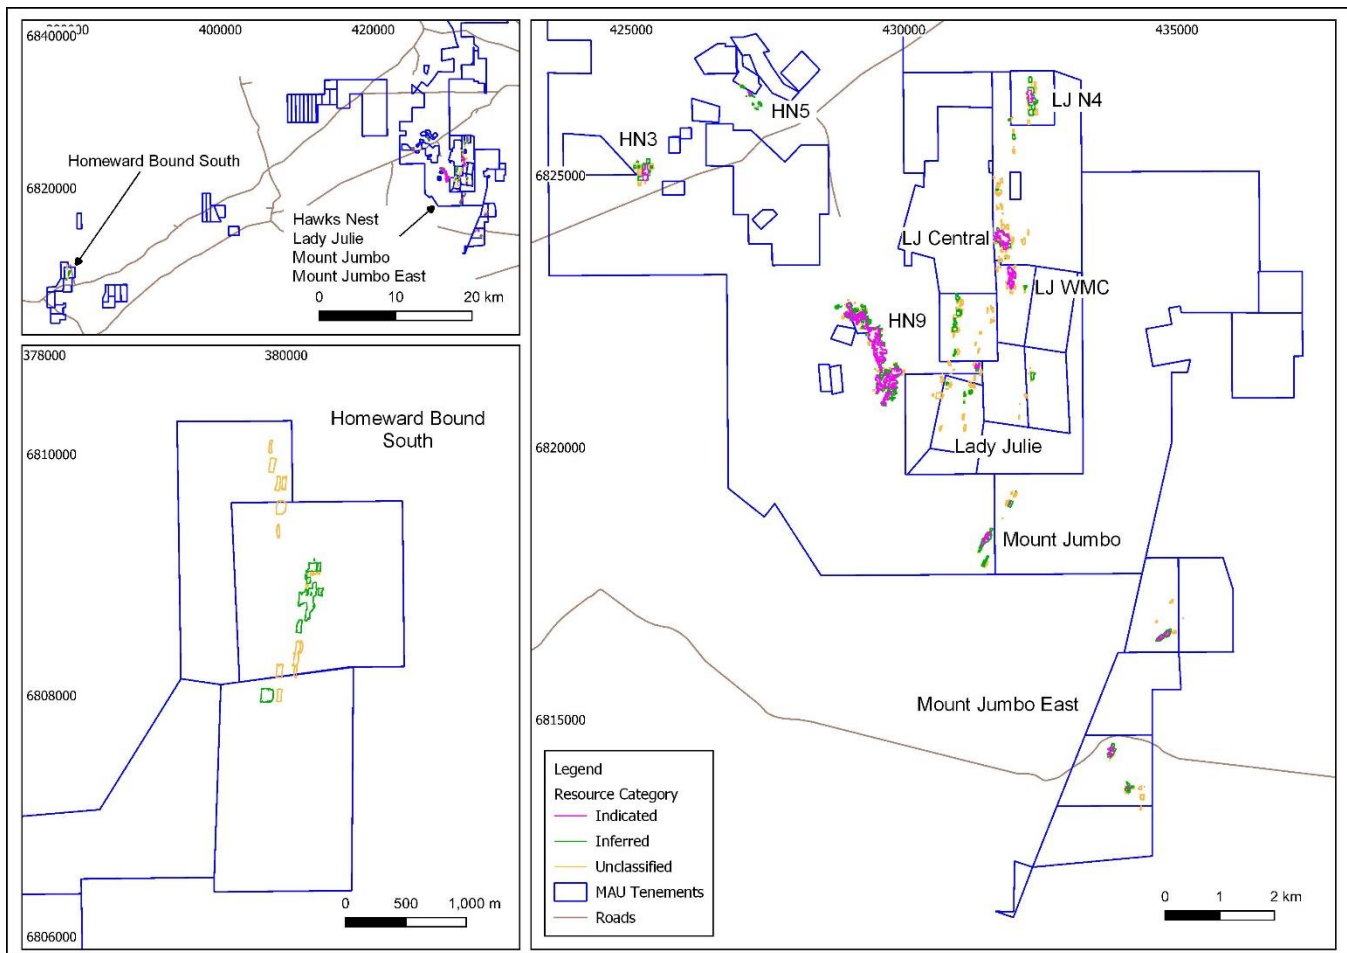 400000
420000
6840000
Homeward Bound South
6820000
Hawks Nest
Lady Julie
Mount Jumbo
Mount Jumbo East
0 10 20 km
378000
380000
Homeward Bound
South
6810000
6808000
0 500 1,000 m
6806000
425000
430000
435000
LJ N4
HN5
HN3
6825000
LJ Central
LJ WMC
HN9
6820000
Lady Julie
Mount Jumbo
Mount Jumbo East
6815000
Legend
Resource Category
Indicated
Inferred
Unclassified
MAU Tenements
Roads
0 1 2 km